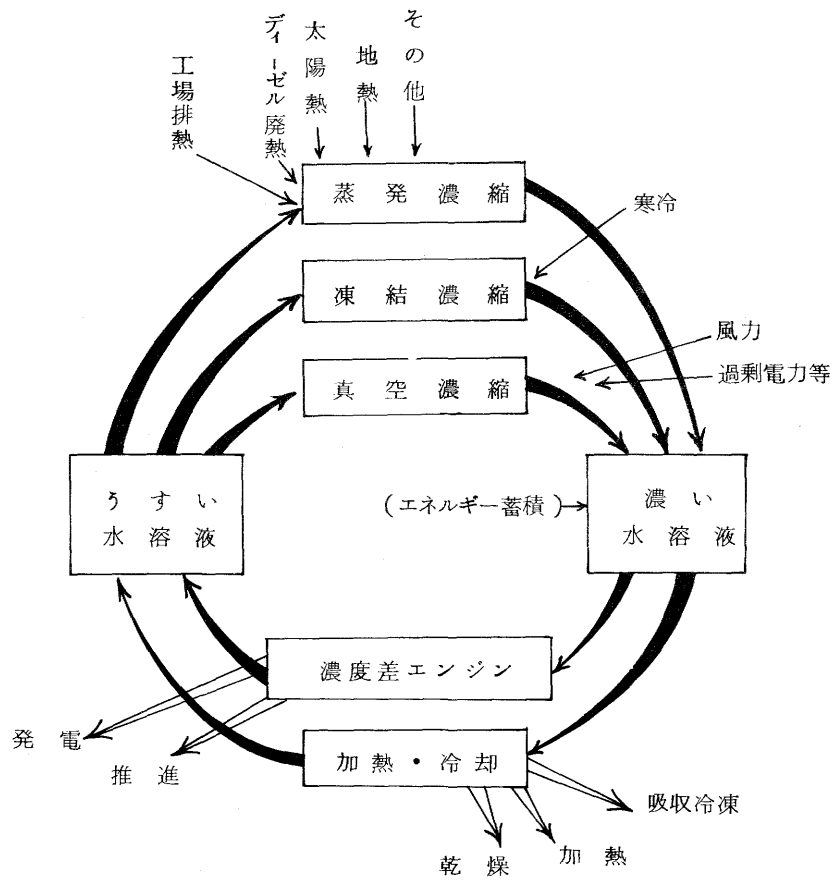 工場排熱
ディーゼル廃熱
太陽熱
地熱
その他
蒸発濃縮
寒冷
凍結濃縮
風力
過剰電力等
真空濃縮
うすい
水溶液
(エネルギー蓄積)
濃い
水溶液
濃度差エンジン
発電
推進
加熱・冷却
吸収冷凍
加熱
乾燥